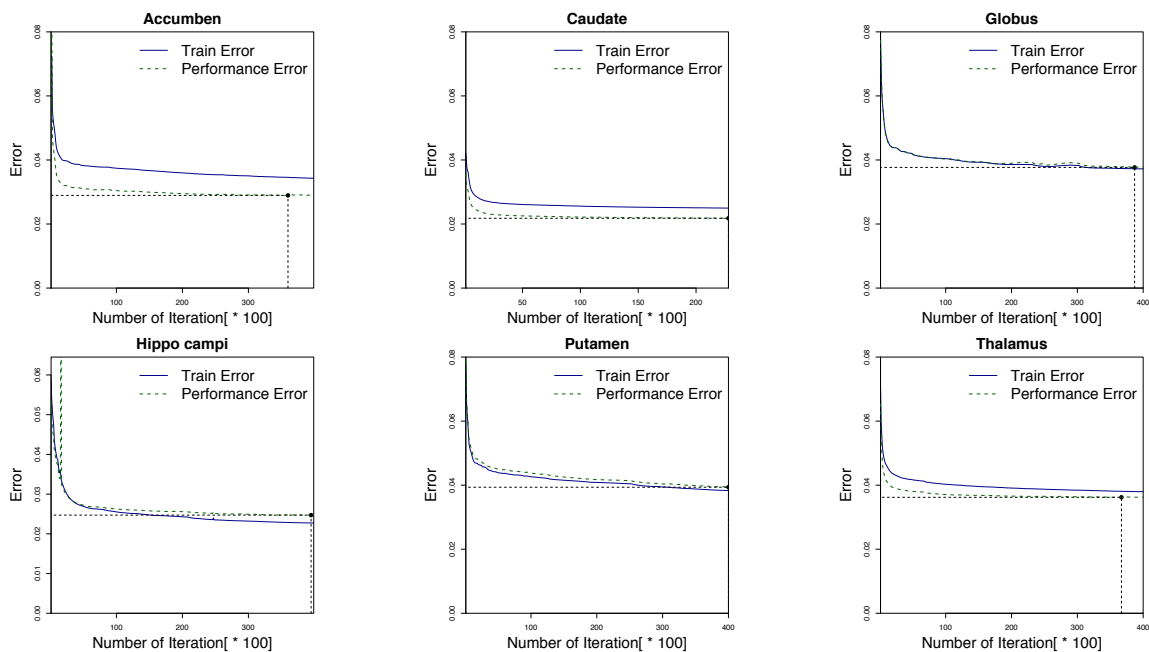 Accumben
Train Error
Performance Error
0.00 0.02 0.04 0.06 0.08
Error
100 200 300
Number of Iteration[ * 100]
Caudate
Train Error
Performance Error
0.00 0.02 0.04 0.06 0.08
Error
50 100 150 200
Number of Iteration[ * 100]
Globus
Train Error
Performance Error
0.00 0.02 0.04 0.06 0.08
Error
100 200 300 400
Number of Iteration[ * 100]
Hippo campi
Train Error
Performance Error
0.00 0.01 0.02 0.03 0.04 0.05 0.06
Error
100 200 300
Number of Iteration[ * 100]
Putamen
Train Error
Performance Error
0.00 0.02 0.04 0.06 0.08
Error
100 200 300 400
Number of Iteration[ * 100]
Thalamus
Train Error
Performance Error
0.00 0.02 0.04 0.06 0.08
Error
100 200 300 400
Number of Iteration[ * 100]